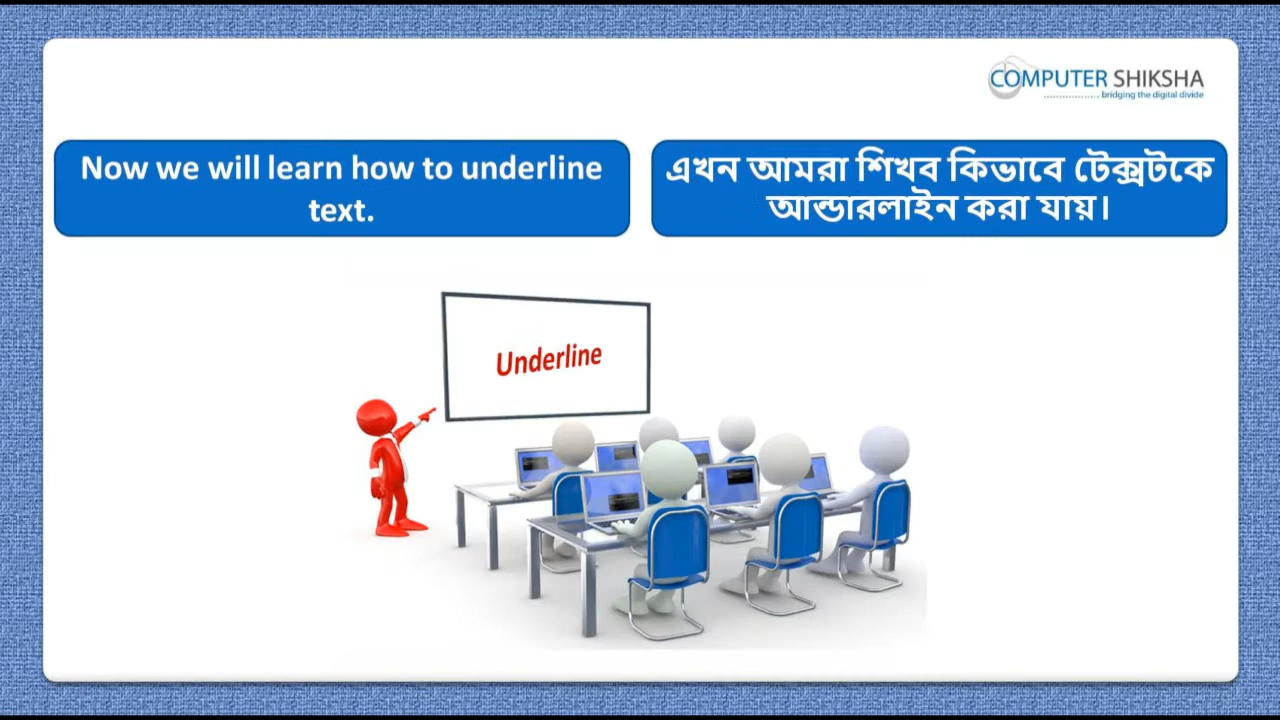 COMPUTER SHIKSHA
bridging the digital divide
Now we will learn how to underline
text.
এখন আমরা শিখব কিভাবে টেক্সটকে
আন্ডারলাইন করা যায়।
Underline